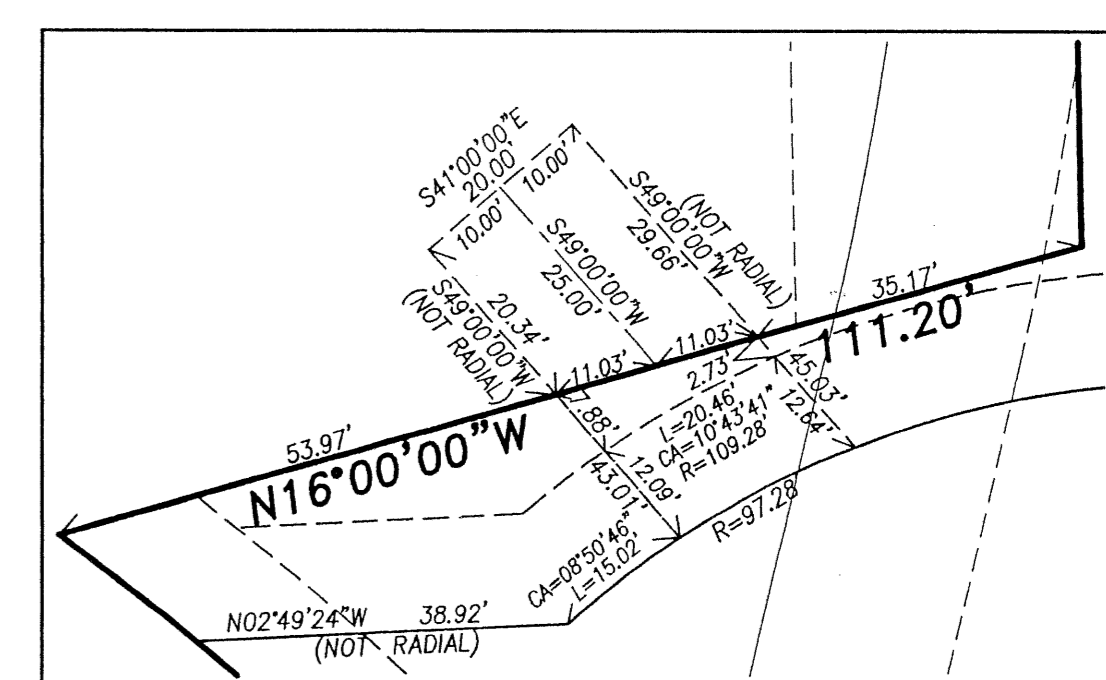 S41°00'00"E
20.00'
10.00'
10.00'
S49°00'00"W
(NOT RADIAL)
29.66'
S49°00'00"W
25.00'
20.34'
S49°00'00"W
(NOT RADIAL)
35.17'
111.20'
11.03'
11.03'
2.73'
45.03'
12.64'
L=20.46'
CA=10°43'41"
R=109.28'
7.88'
12.09'
43.01'
53.97'
N16°00'00"W
R=97.28'
CA=08°50'46"
L=15.02'
N02°49'24"W 38.92'
(NOT RADIAL)